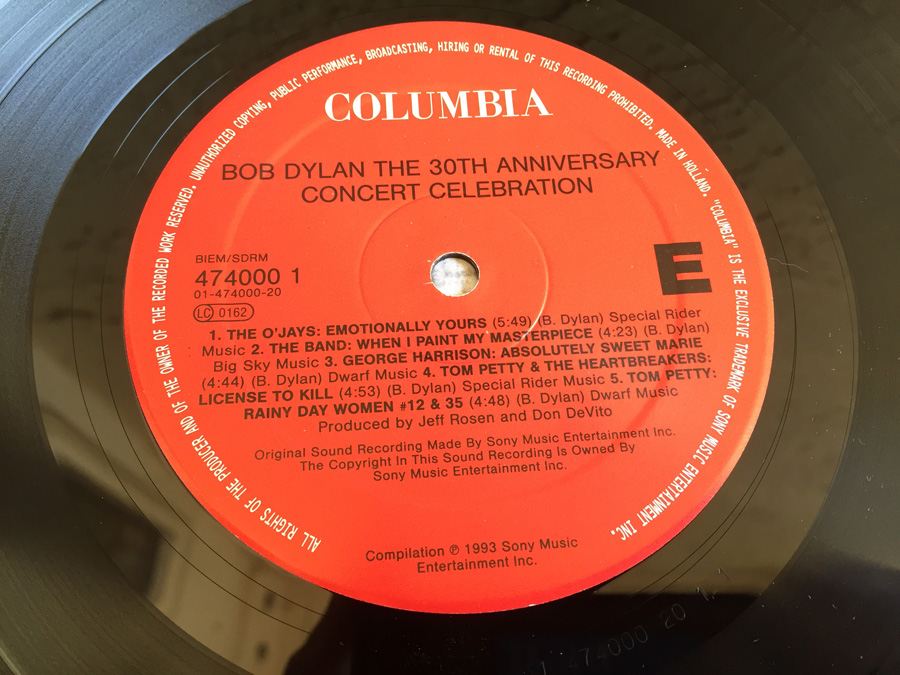 ALL RIGHTS OF THE PRODUCER AND OF THE OWNER OF THE RECORDED WORK RESERVED. UNAUTHORIZED COPYING, PUBLIC PERFORMANCE, BROADCASTING, HIRING OR RENTAL OF THIS RECORDING PROHIBITED. MADE IN HOLLAND. "COLUMBIA" IS THE EXCLUSIVE TRADEMARK OF SONY MUSIC ENTERTAINMENT INC.
COLUMBIA
BOB DYLAN THE 30TH ANNIVERSARY
CONCERT CELEBRATION
BIEM/SDRM
474000 1
01-474000-20
LC 0162
E
1. THE O'JAYS: EMOTIONALLY YOURS (5:49) (B. Dylan) Special Rider
Music 2. THE BAND: WHEN I PAINT MY MASTERPIECE (4:23) (B. Dylan)
Big Sky Music 3. GEORGE HARRISON: ABSOLUTELY SWEET MARIE
(4:44) (B. Dylan) Dwarf Music 4. TOM PETTY & THE HEARTBREAKERS:
LICENSE TO KILL (4:53) (B. Dylan) Special Rider Music 5. TOM PETTY:
RAINY DAY WOMEN #12 & 35 (4:48) (B. Dylan) Dwarf Music
Produced by Jeff Rosen and Don DeVito
Original Sound Recording Made By Sony Music Entertainment Inc.
The Copyright In This Sound Recording Is Owned By
Sony Music Entertainment Inc.
Compilation ℗ 1993 Sony Music
Entertainment Inc.
01 474000 20 1